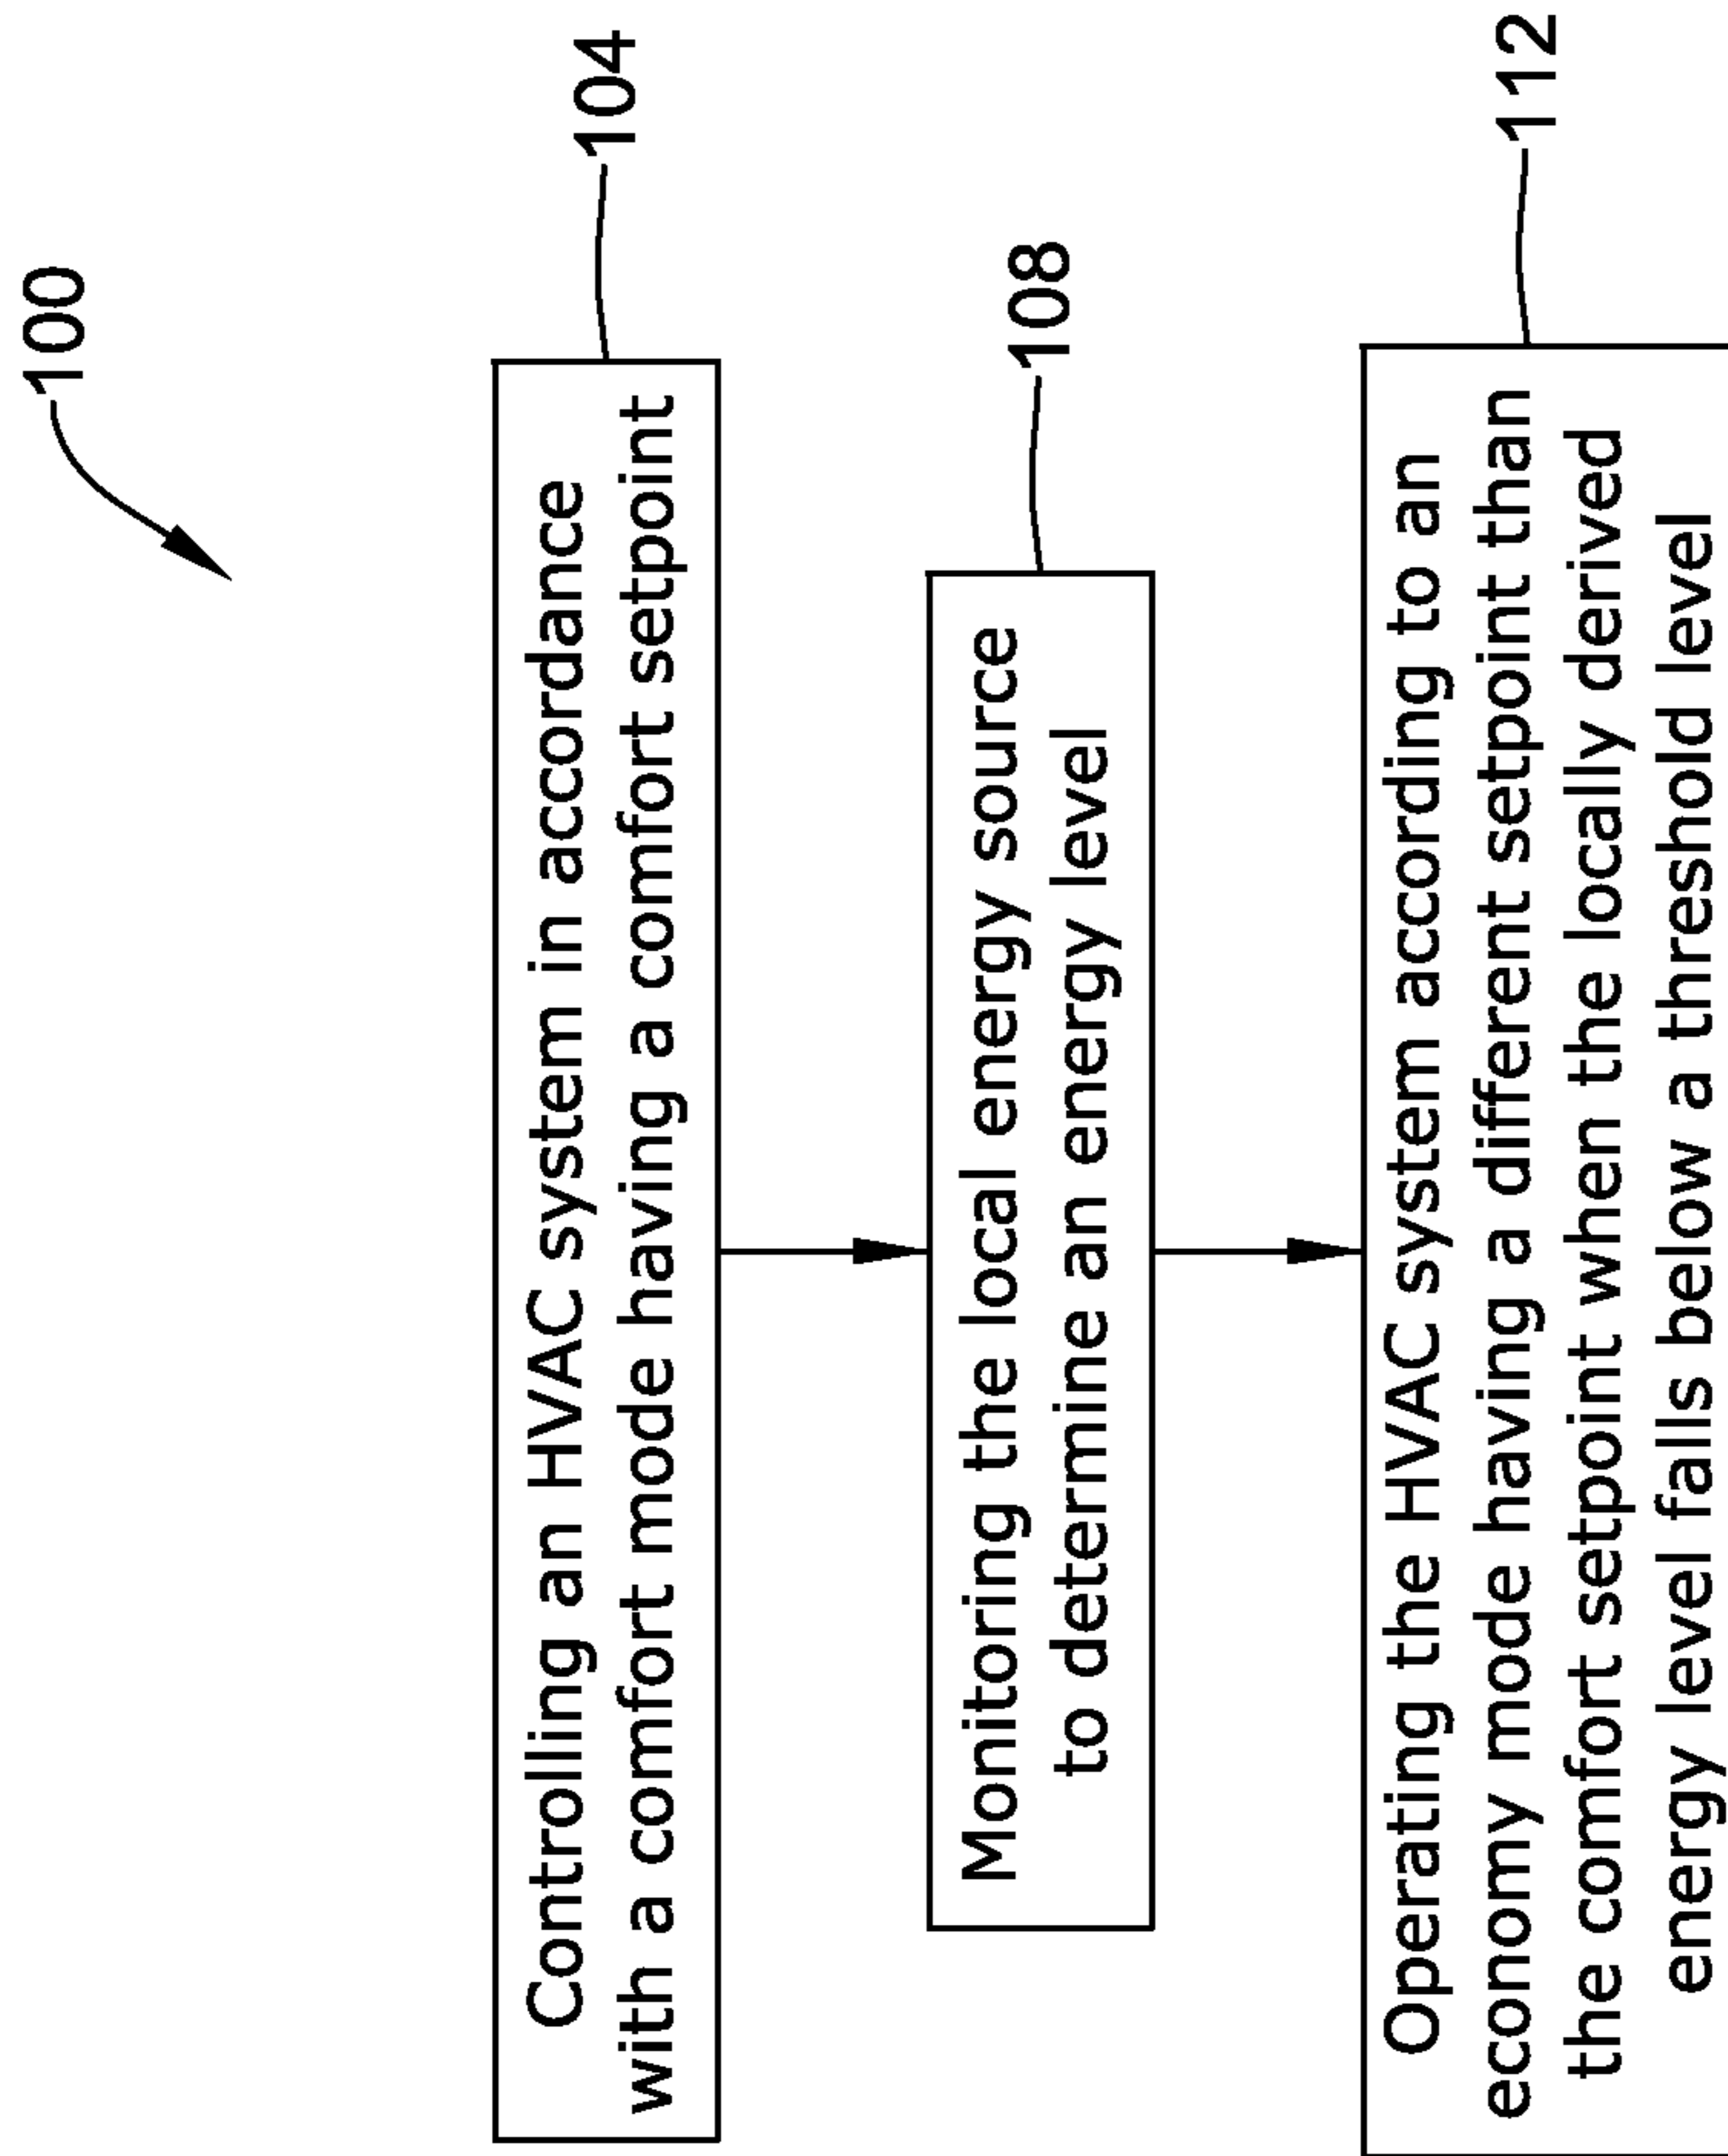 100
Controlling an HVAC system in accordance
with a comfort mode having a comfort setpoint
104
Monitoring the local energy source
to determine an energy level
108
Operating the HVAC system according to an
economy mode having a different setpoint than
the comfort setpoint when the locally derived
energy level falls below a threshold level
112